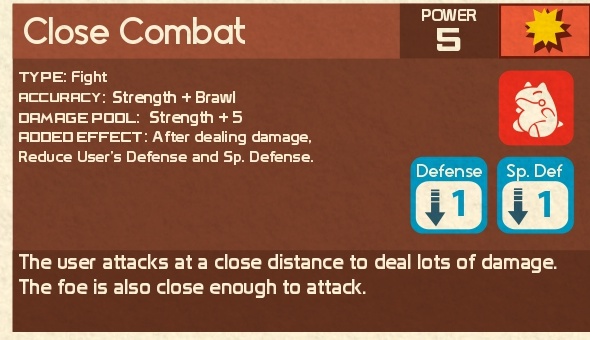 Close Combat
POWER
5
TYPE: Fight
ACCURACY: Strength + Brawl
DAMAGE POOL: Strength + 5
ADDED EFFECT: After dealing damage,
Reduce User's Defense and Sp. Defense.
Defense
1
Sp. Def
1
The user attacks at a close distance to deal lots of damage.
The foe is also close enough to attack.